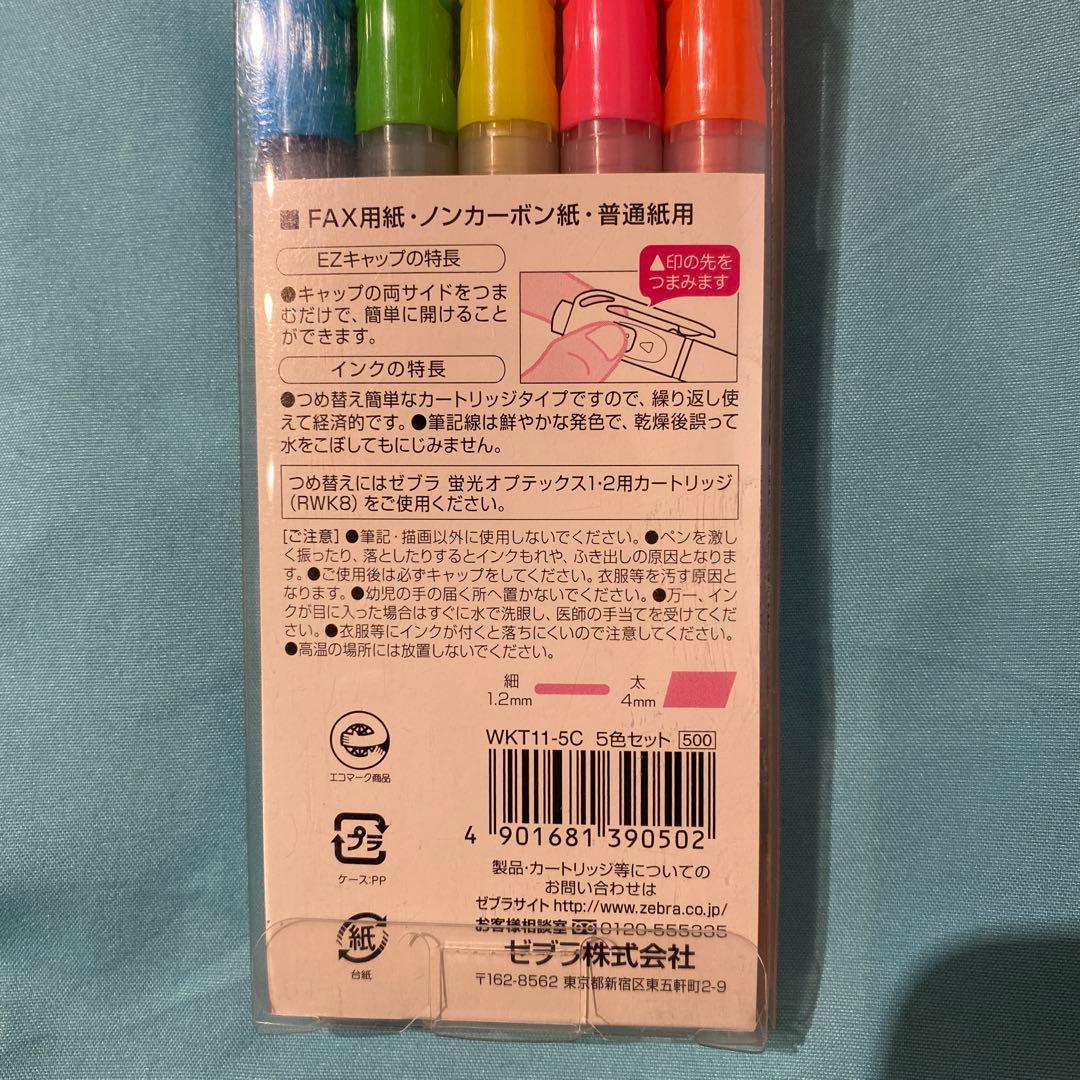 FAX用紙・ノンカーボン紙・普通紙用
EZキャップの特長
●キャップの両サイドをつま
むだけで、簡単に開けること
ができます。
▲印の先を
つまみます
インクの特長
●つめ替え簡単なカートリッジタイプですので、繰り返し使
えて経済的です。●筆記線は鮮やかな発色で、乾燥後誤って
水をこぼしてもにじみません。
つめ替えにはゼブラ 蛍光オプテックス1・2用カートリッジ
(RWK8)をご使用ください。
[ご注意]●筆記・描画以外に使用しないでください。●ペンを激し
く振ったり、落としたりするとインクもれや、ふき出しの原因となりま
す。●ご使用後は必ずキャップをしてください。衣服等を汚す原因と
なります。●幼児の手の届く所へ置かないでください。●万一、イン
クが目に入った場合はすぐに水で洗眼し、医師の手当てを受けてくだ
さい。●衣服等にインクが付くと落ちにくいので注意してください。
●高温の場所には放置しないでください。
細
1.2mm
太
4mm
エコマーク商品
プラ
ケース:PP
紙
台紙
WKT11-5C 5色セット 500
4 901681 390502
製品・カートリッジ等についての
お問い合わせは
ゼブラサイト http://www.zebra.co.jp/
お客様相談室 0120-555335
ゼブラ株式会社
〒162-8562 東京都新宿区東五軒町2-9